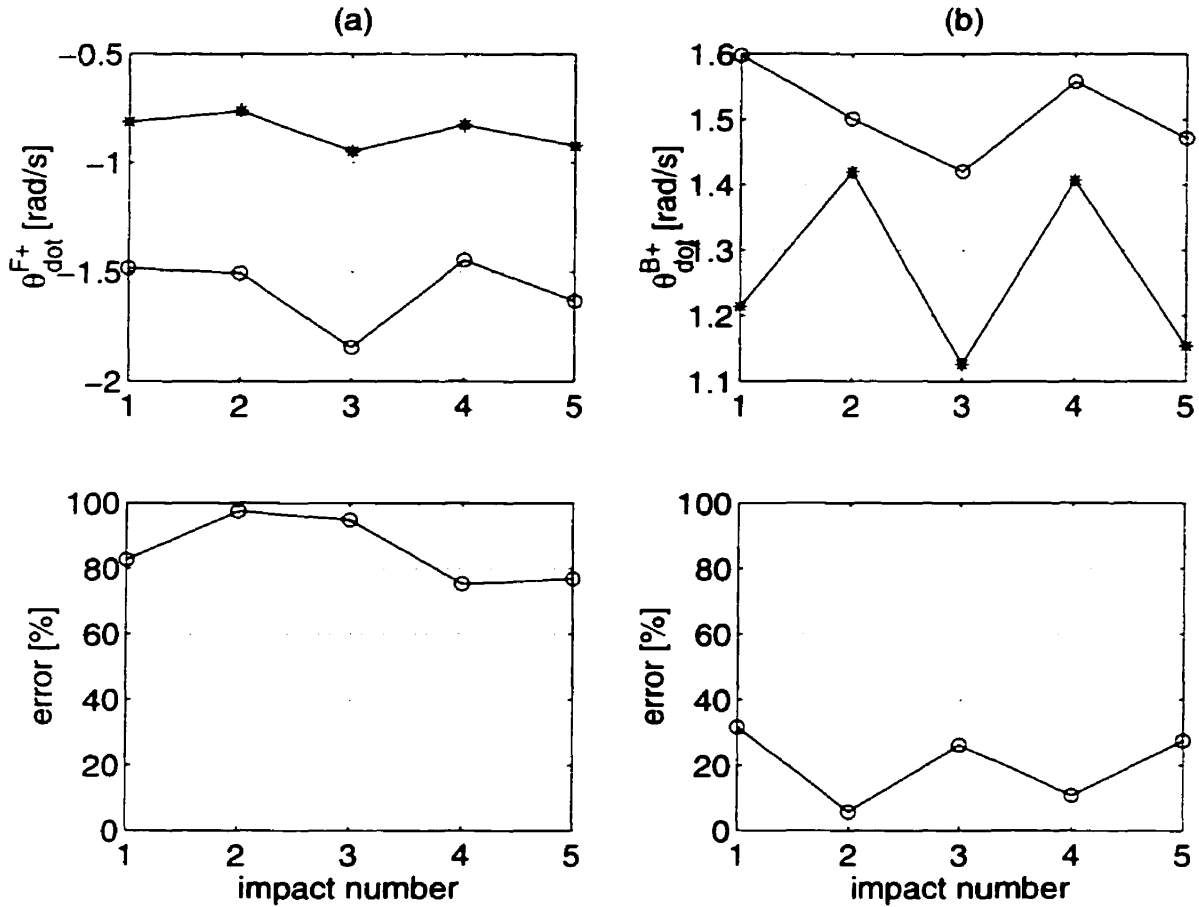 (a)
−0.5
−1
−1.5
−2
θ̇ F+ dot [rad/s]
1 2 3 4 5
(b)
1.6
1.5
1.4
1.3
1.2
1.1
θ B+ dot [rad/s]
1 2 3 4 5
100
80
60
40
20
0
error [%]
1 2 3 4 5
impact number
100
80
60
40
20
0
error [%]
1 2 3 4 5
impact number